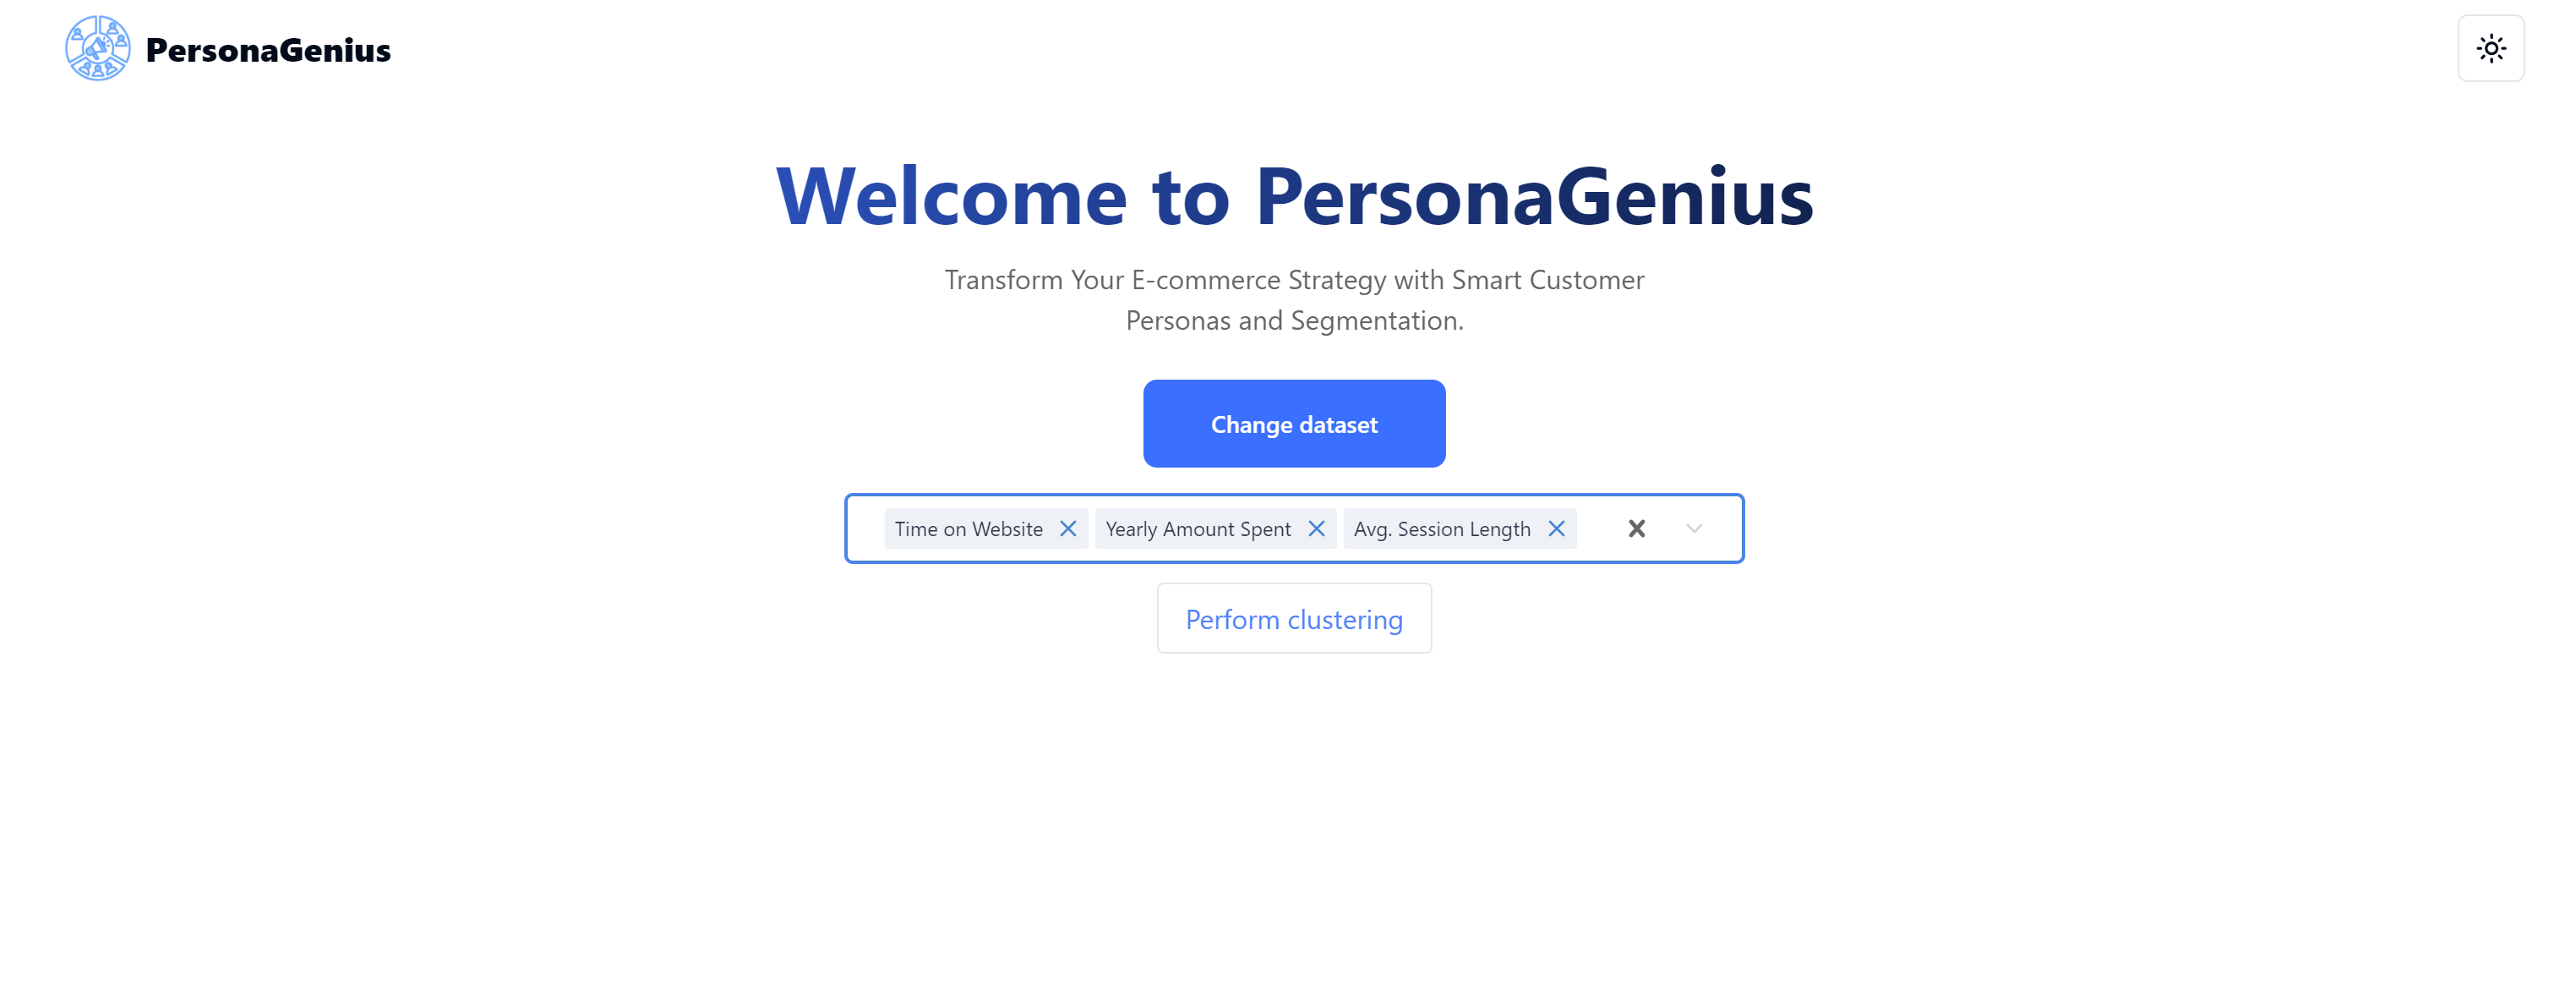 PersonaGenius
Welcome to PersonaGenius
Transform Your E-commerce Strategy with Smart Customer
Personas and Segmentation.
Change dataset
Time on Website Yearly Amount Spent Avg. Session Length
Perform clustering